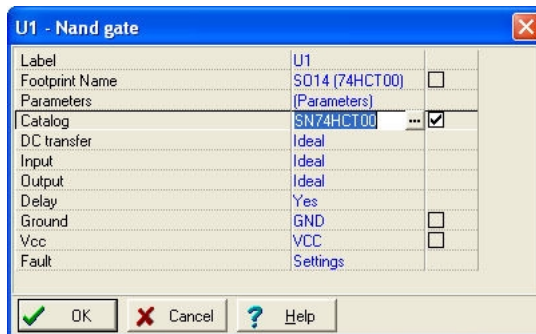 U1 - Nand gate
Label U1
Footprint Name SO14 (74HCT00)
Parameters (Parameters)
Catalog SN74HCT00 ...
DC transfer Ideal
Input Ideal
Output Ideal
Delay Yes
Ground GND
Vcc VCC
Fault Settings
OK Cancel ? Help